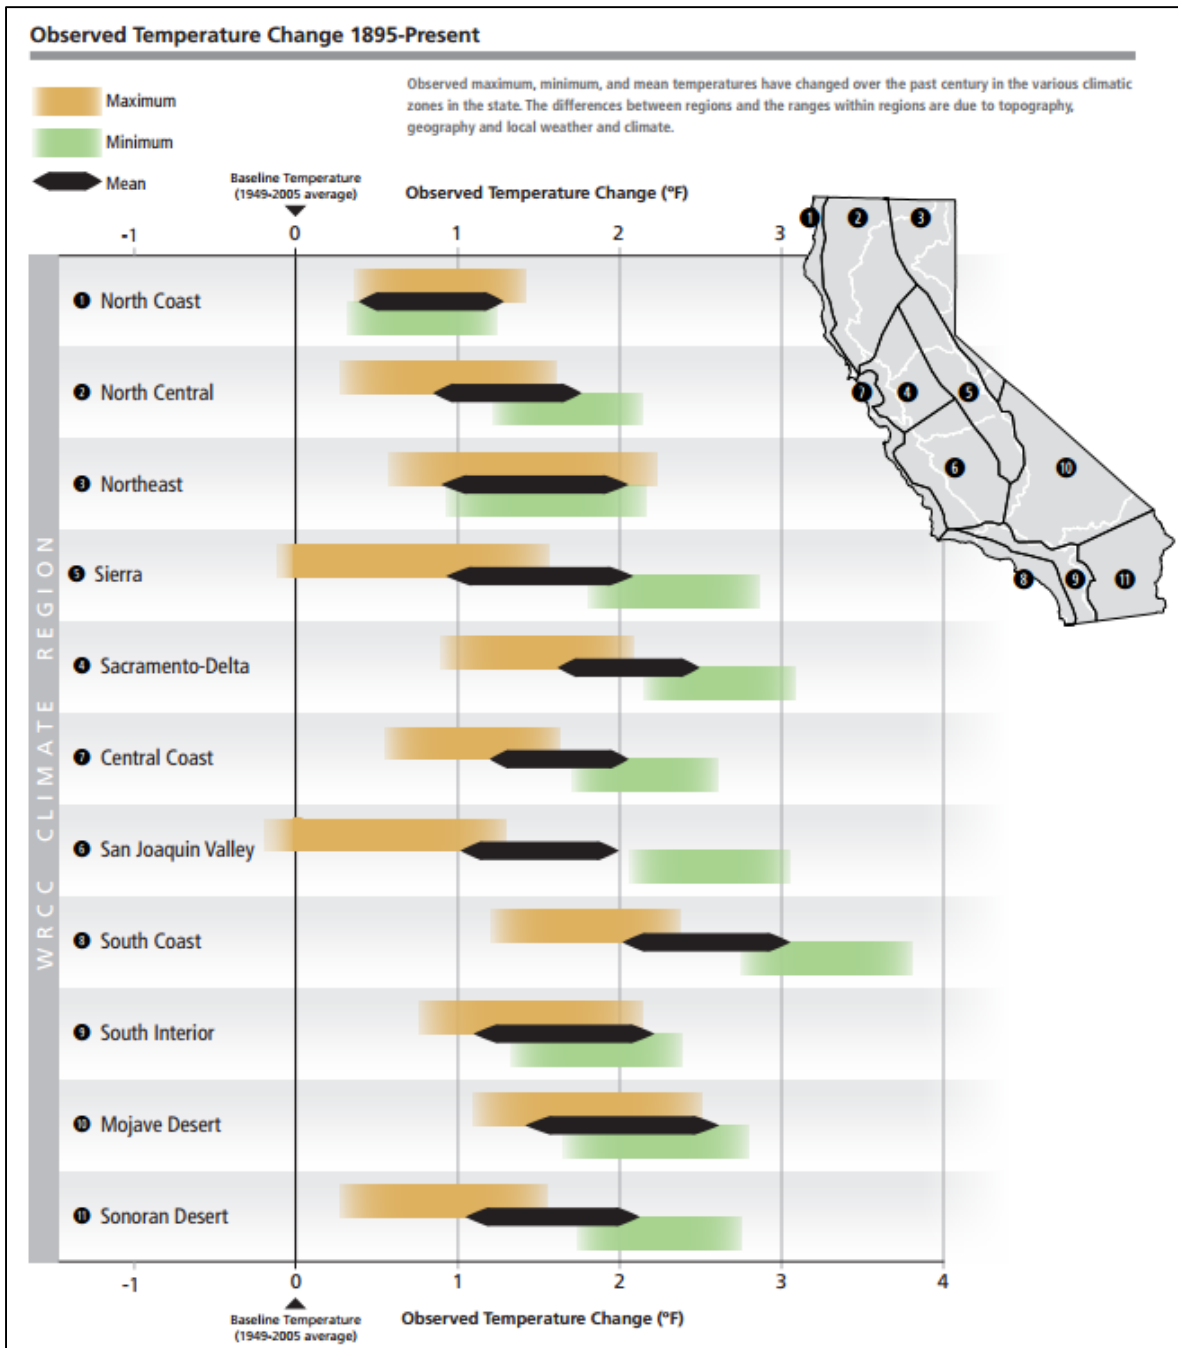 Observed Temperature Change 1895-Present
Maximum
Minimum
Mean
Observed maximum, minimum, and mean temperatures have changed over the past century in the various climatic
zones in the state. The differences between regions and the ranges within regions are due to topography,
geography and local weather and climate.
Baseline Temperature
(1949-2005 average)
Observed Temperature Change (ºF)
-1 0 1 2 3
1 2 3
1 North Coast
2 North Central
7 4 5
3 Northeast
6 10
5 Sierra
8 9 11
4 Sacramento-Delta
7 Central Coast
6 San Joaquin Valley
8 South Coast
9 South Interior
10 Mojave Desert
11 Sonoran Desert
WRCC CLIMATE REGION
-1 0 1 2 3 4
Baseline Temperature
(1949-2005 average)
Observed Temperature Change (ºF)